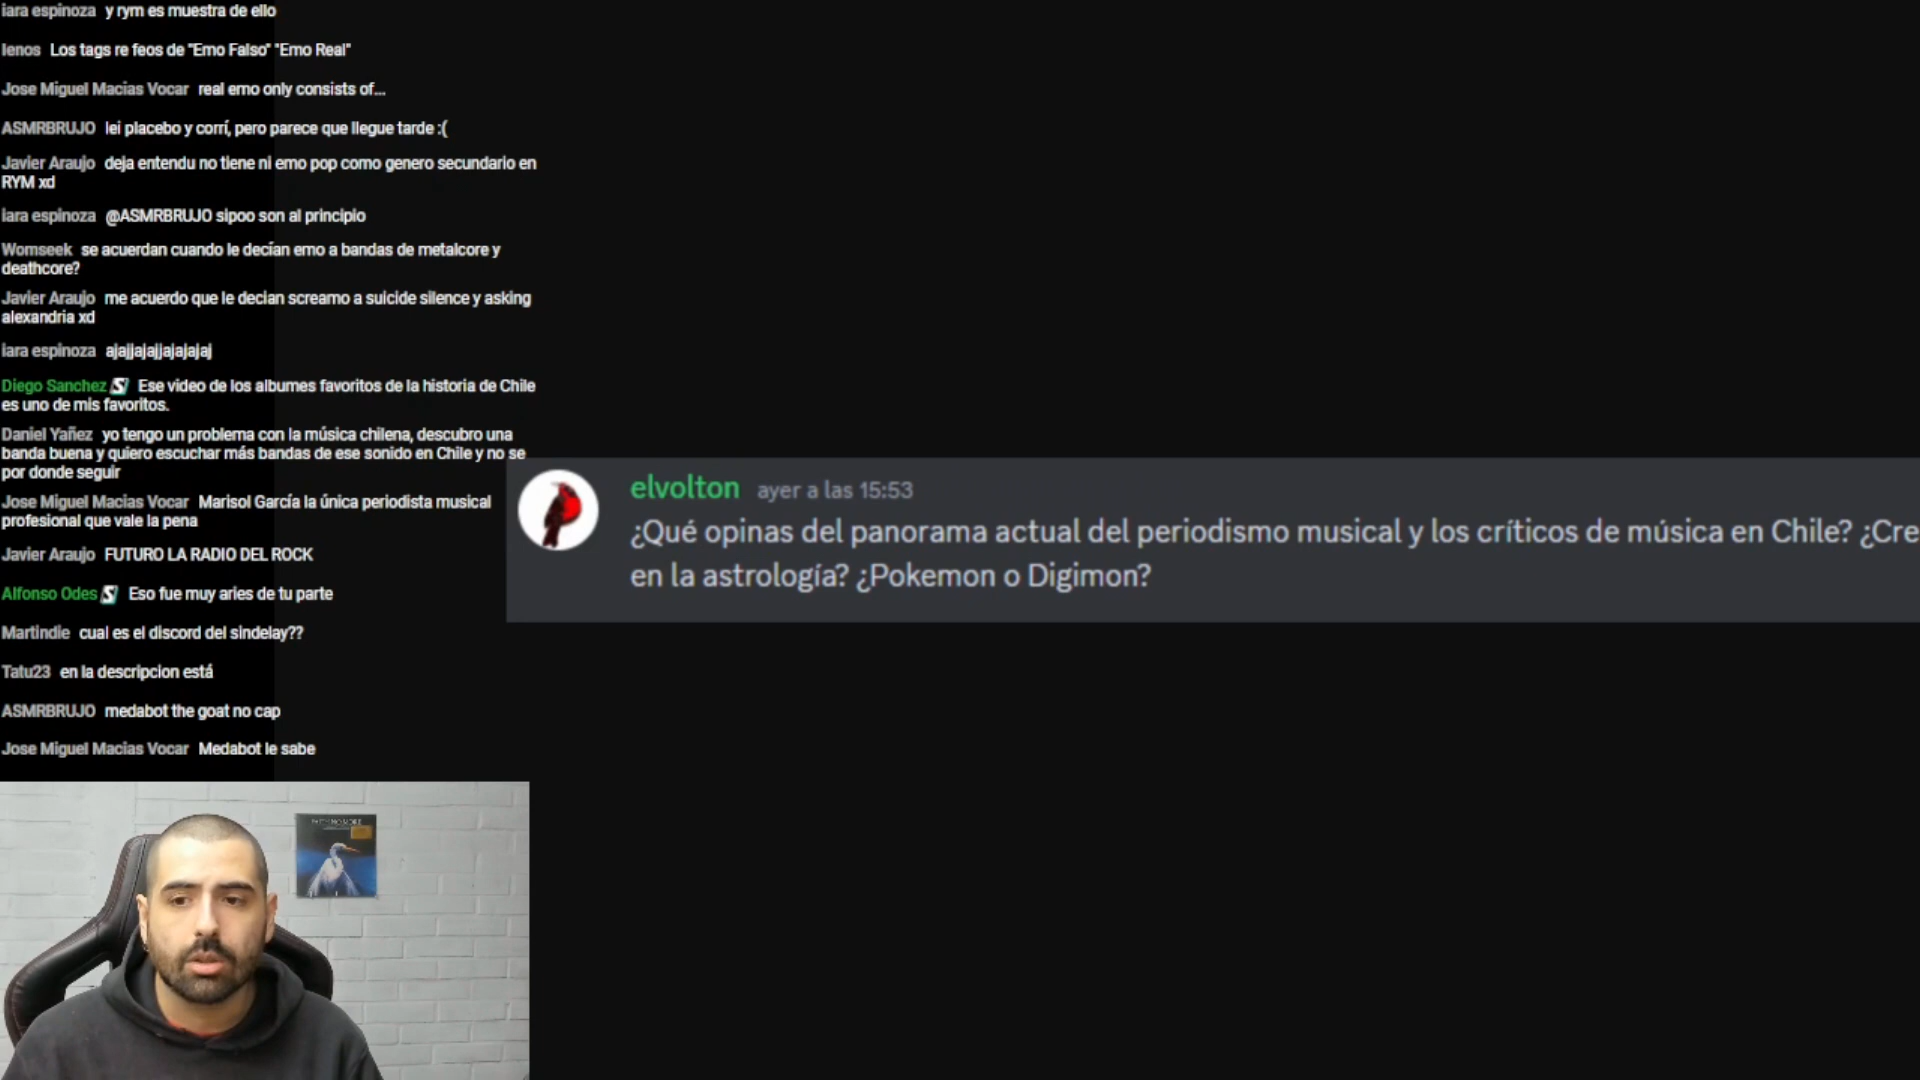 iara espinoza y rym es muestra de ello
lenos Los tags re feos de "Emo Falso" "Emo Real"
Jose Miguel Macias Vocar real emo only consists of...
ASMRBRUJO lei placebo y corrí, pero parece que llegue tarde :(
Javier Araujo deja entendu no tiene ni emo pop como genero secundario en
RYM xd
iara espinoza @ASMRBRUJO sipoo son al principio
Womseek se acuerdan cuando le decían emo a bandas de metalcore y
deathcore?
Javier Araujo me acuerdo que le decian screamo a suicide silence y asking
alexandria xd
iara espinoza ajajjajajjajajajaj
Diego Sanchez Ese video de los albumes favoritos de la historia de Chile
es uno de mis favoritos.
Daniel Yañez yo tengo un problema con la música chilena, descubro una
banda buena y quiero escuchar más bandas de ese sonido en Chile y no se
por donde seguir
Jose Miguel Macias Vocar Marisol García la única periodista musical
profesional que vale la pena
Javier Araujo FUTURO LA RADIO DEL ROCK
Alfonso Odes Eso fue muy aries de tu parte
Martindie cual es el discord del sindelay??
Tatu23 en la descripcion está
ASMRBRUJO medabot the goat no cap
Jose Miguel Macias Vocar Medabot le sabe
elvolton ayer a las 15:53
¿Qué opinas del panorama actual del periodismo musical y los críticos de música en Chile? ¿Cre
en la astrología? ¿Pokemon o Digimon?
FAITH NO MORE